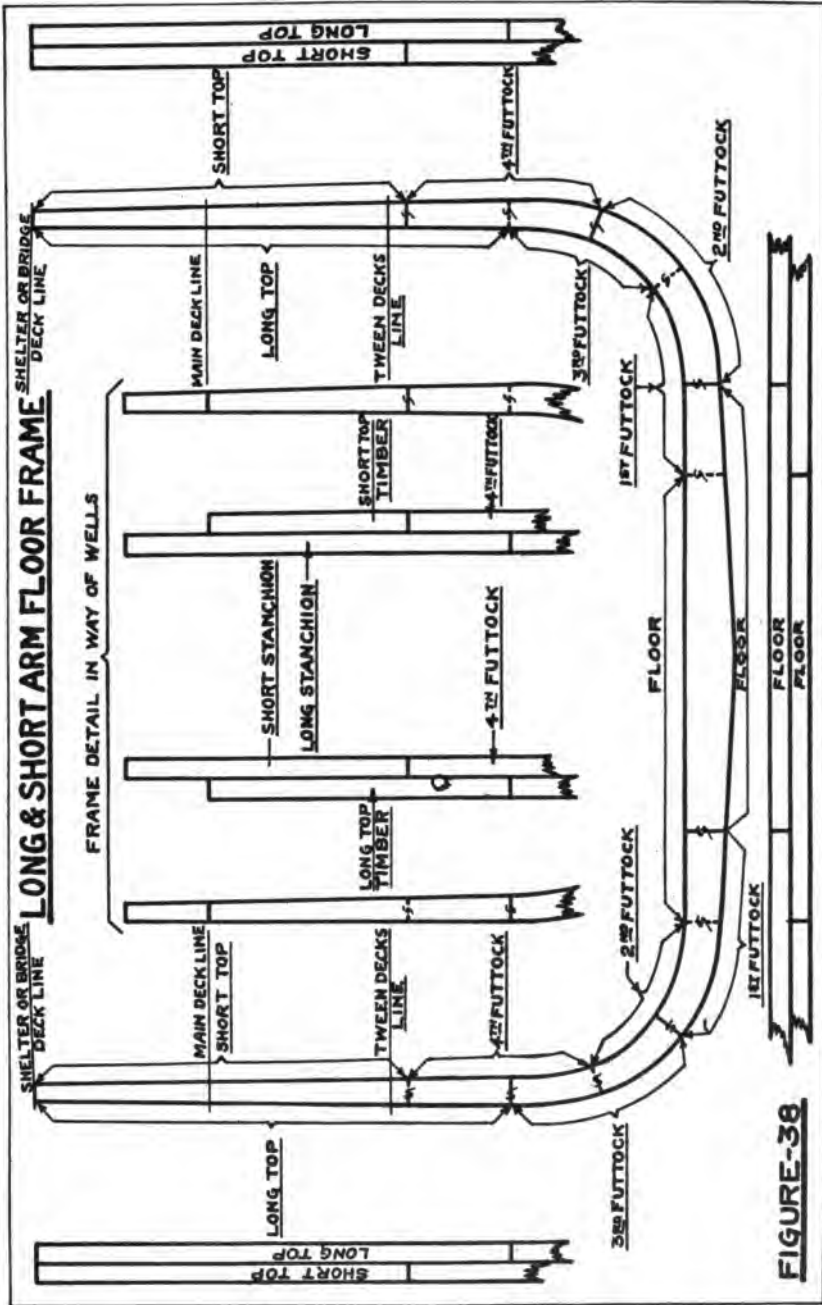 LONG & SHORT ARM FLOOR FRAME
SHELTER OR BRIDGE
DECK LINE
SHELTER OR BRIDGE
DECK LINE
FRAME DETAIL IN WAY OF WELLS
SHORT TOP
LONG TOP
LONG TOP
MAIN DECK LINE
SHORT TOP
TWEEN DECKS
LINE
4TH FUTTOCK
3RD FUTTOCK
2ND FUTTOCK
1ST FUTTOCK
LONG TOP
TIMBER
SHORT STANCHION
LONG STANCHION
4TH FUTTOCK
SHORT TOP
TIMBER
4TH FUTTOCK
MAIN DECK LINE
LONG TOP
TWEEN DECKS
LINE
SHORT TOP
4TH FUTTOCK
3RD FUTTOCK
1ST FUTTOCK
2ND FUTTOCK
SHORT TOP
LONG TOP
FLOOR
FLOOR
FLOOR
FLOOR
FIGURE-38